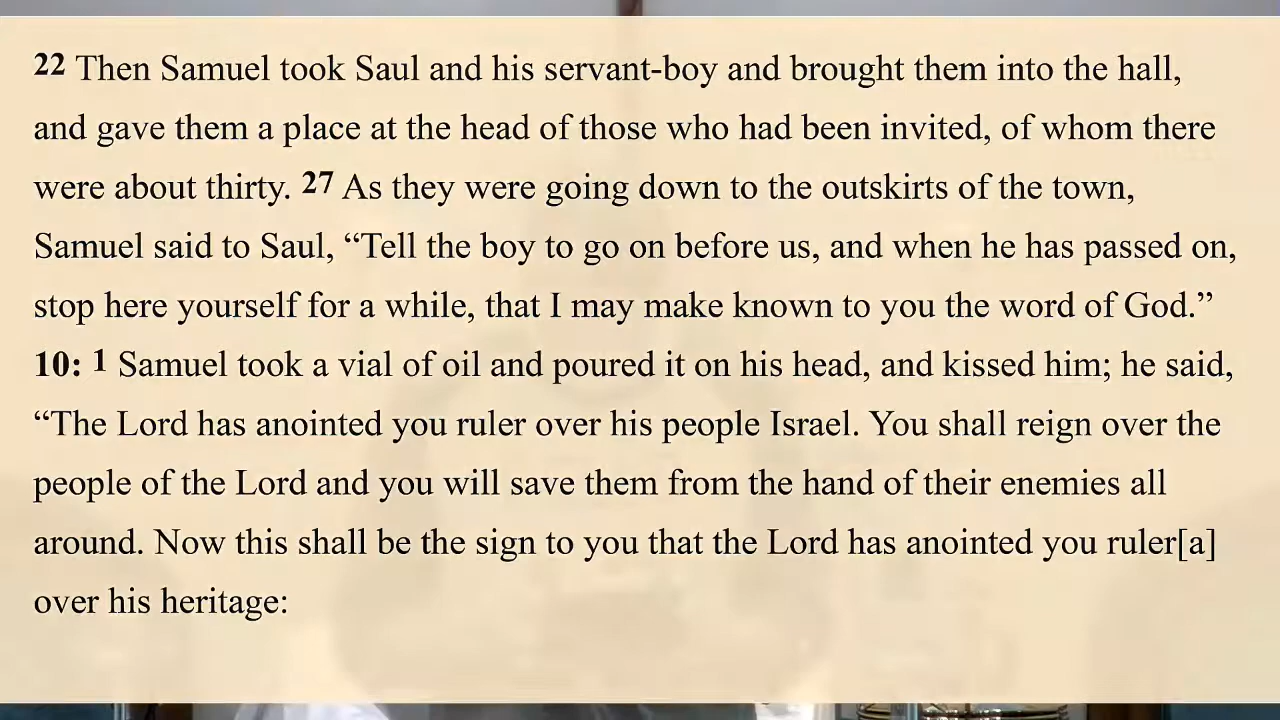 22 Then Samuel took Saul and his servant-boy and brought them into the hall,
and gave them a place at the head of those who had been invited, of whom there
were about thirty. 27 As they were going down to the outskirts of the town,
Samuel said to Saul, “Tell the boy to go on before us, and when he has passed on,
stop here yourself for a while, that I may make known to you the word of God.”
10: 1 Samuel took a vial of oil and poured it on his head, and kissed him; he said,
“The Lord has anointed you ruler over his people Israel. You shall reign over the
people of the Lord and you will save them from the hand of their enemies all
around. Now this shall be the sign to you that the Lord has anointed you ruler[a]
over his heritage: